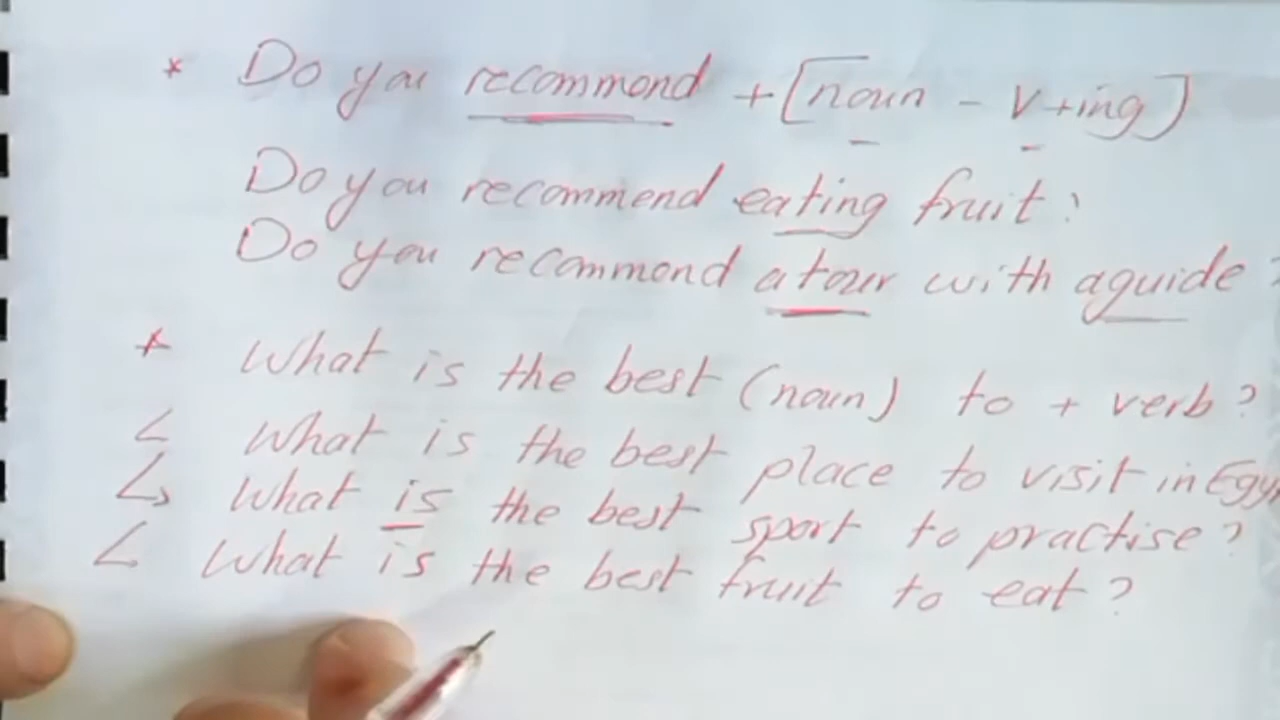 * Do you recommend + [noun - V+ing]
Do you recommend eating fruit?
Do you recommend a tour with a guide?
* What is the best (noun) to + verb?
What is the best place to visit in Egy
What is the best sport to practise?
What is the best fruit to eat?